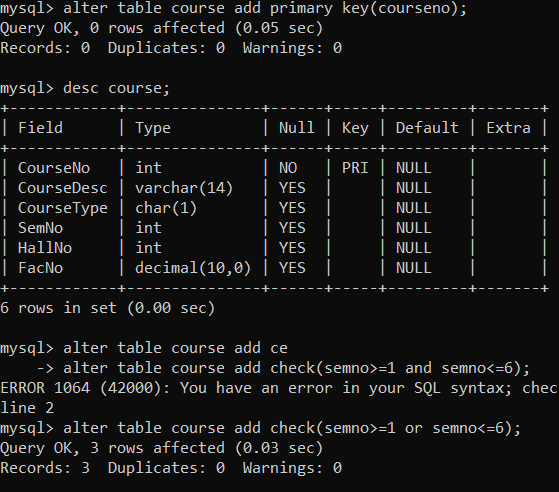 mysql> alter table course add primary key(courseno);
Query OK, 0 rows affected (0.05 sec)
Records: 0  Duplicates: 0  Warnings: 0

mysql> desc course;
+------------+---------------+------+-----+---------+-------+
| Field      | Type          | Null | Key | Default | Extra |
+------------+---------------+------+-----+---------+-------+
| CourseNo   | int           | NO   | PRI | NULL    |       |
| CourseDesc | varchar(14)   | YES  |     | NULL    |       |
| CourseType | char(1)       | YES  |     | NULL    |       |
| SemNo      | int           | YES  |     | NULL    |       |
| HallNo     | int           | YES  |     | NULL    |       |
| FacNo      | decimal(10,0) | YES  |     | NULL    |       |
+------------+---------------+------+-----+---------+-------+
6 rows in set (0.00 sec)

mysql> alter table course add ce
    -> alter table course add check(semno>=1 and semno<=6);
ERROR 1064 (42000): You have an error in your SQL syntax; chec
line 2
mysql> alter table course add check(semno>=1 or semno<=6);
Query OK, 3 rows affected (0.03 sec)
Records: 3  Duplicates: 0  Warnings: 0